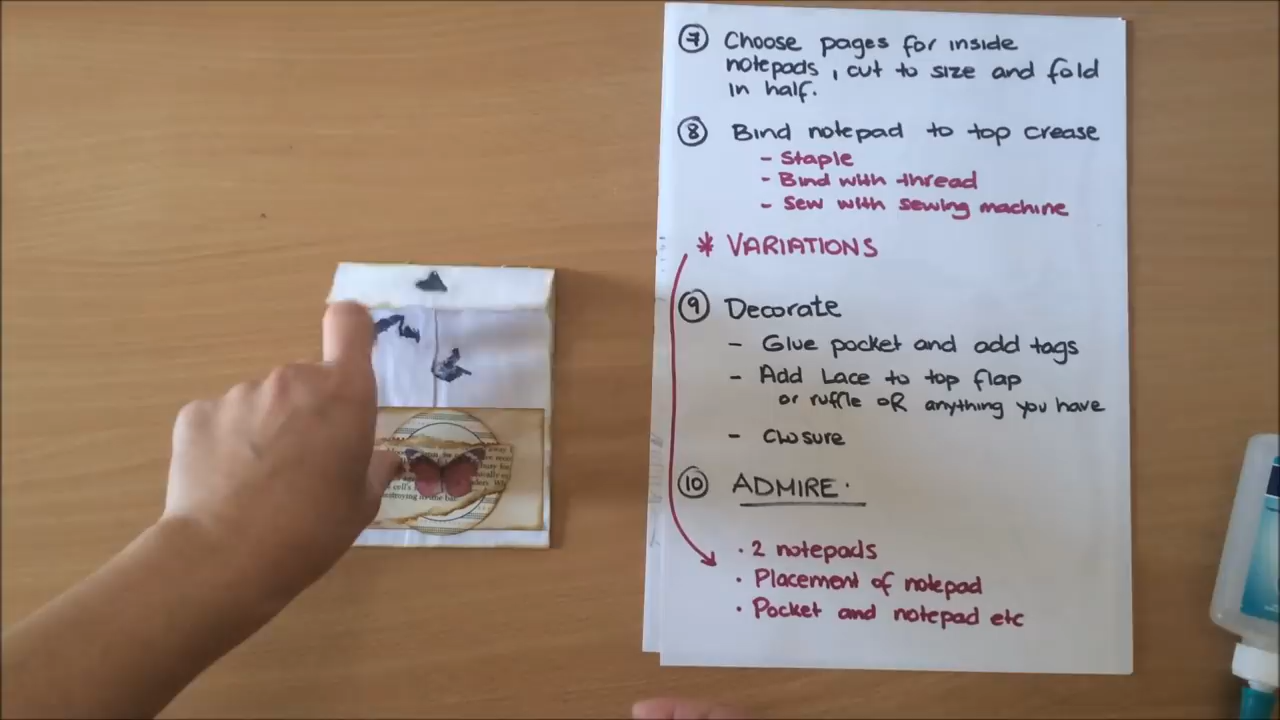 7 Choose pages for inside
notepads, cut to size and fold
in half.
8 Bind notepad to top crease
- Staple
- Bind with thread
- Sew with sewing machine
* VARIATIONS
9 Decorate
- Glue pocket and add tags
- Add Lace to top flap
or ruffle OR anything you have
- Closure
10 ADMIRE.
• 2 notepads
• Placement of notepad
• Pocket and notepad etc